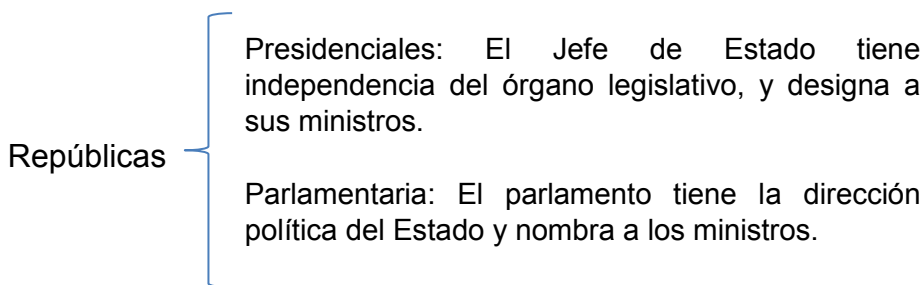 Repúblicas
Presidenciales: El Jefe de Estado tiene
independencia del órgano legislativo, y designa a
sus ministros.
Parlamentaria: El parlamento tiene la dirección
política del Estado y nombra a los ministros.